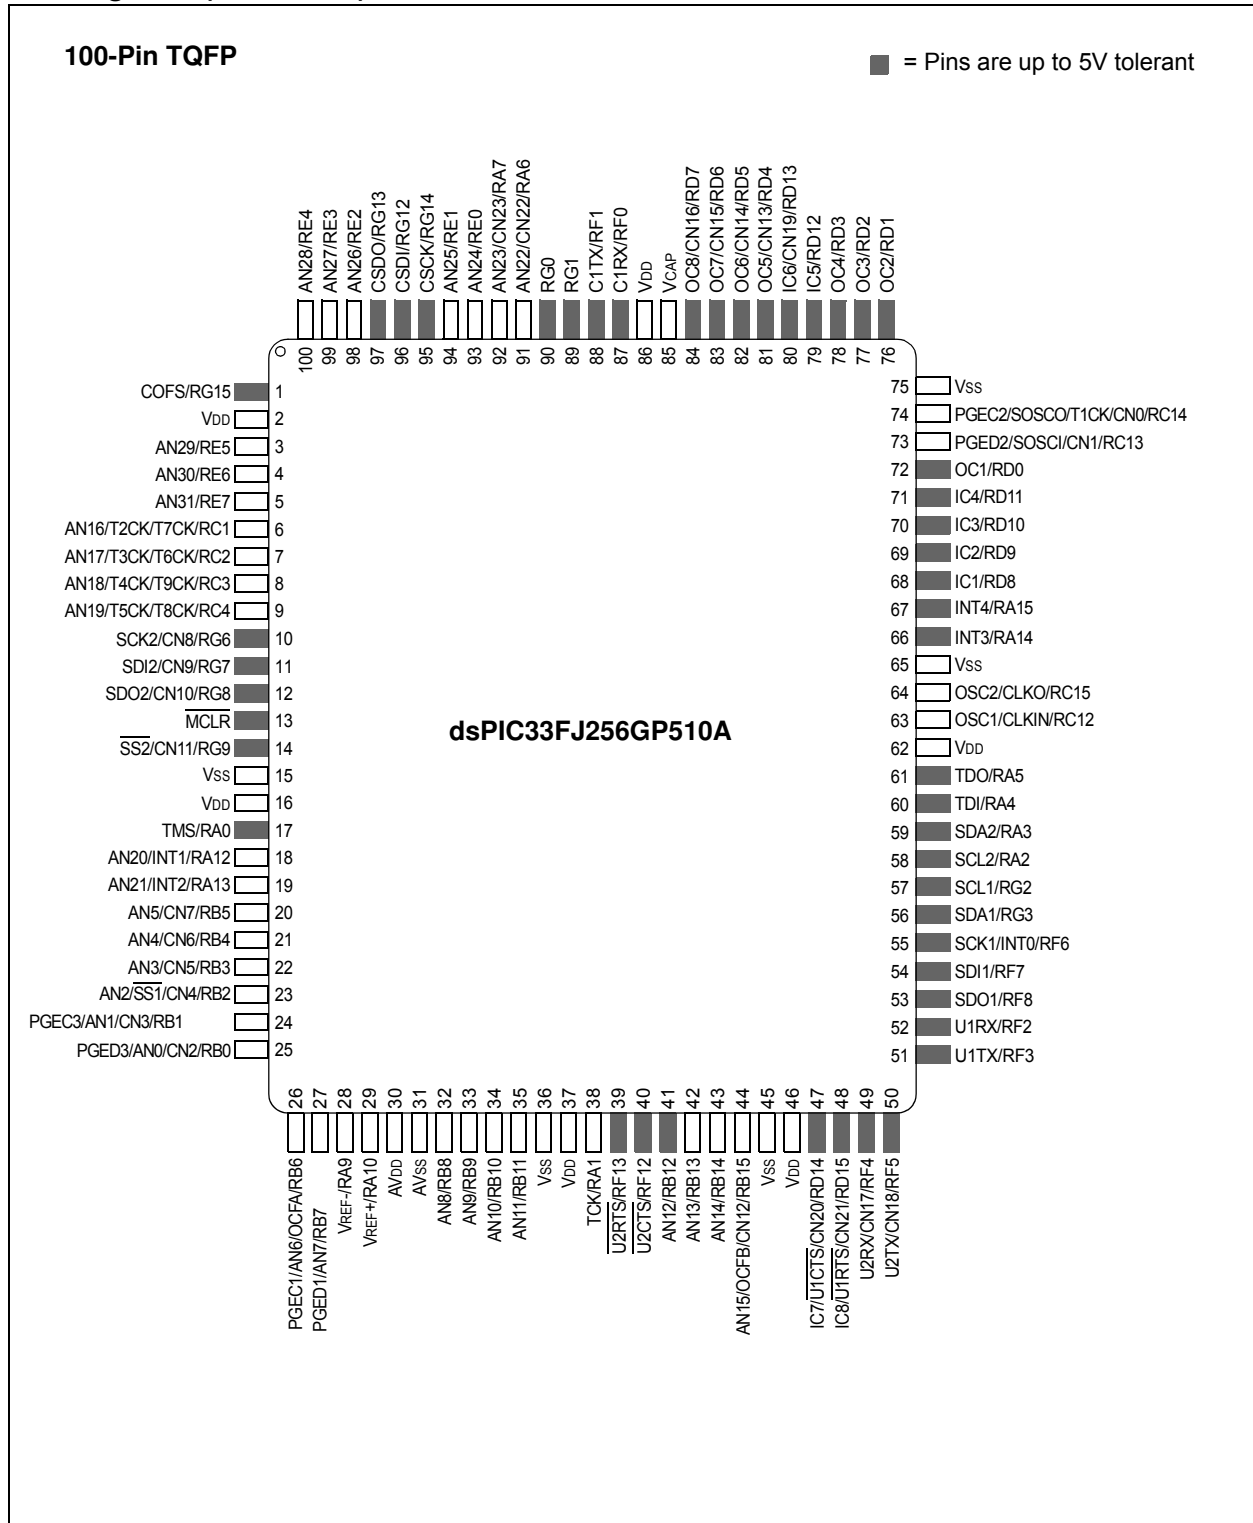 100-Pin TQFP
= Pins are up to 5V tolerant
AN28/RE4
AN27/RE3
AN26/RE2
CSDO/RG13
CSDI/RG12
CSCK/RG14
AN25/RE1
AN24/RE0
AN23/CN23/RA7
AN22/CN22/RA6
RG0
RG1
C1TX/RF1
C1RX/RF0
VDD
VCAP
OC8/CN16/RD7
OC7/CN15/RD6
OC6/CN14/RD5
OC5/CN13/RD4
IC6/CN19/RD13
IC5/RD12
OC4/RD3
OC3/RD2
OC2/RD1
100
99
98
97
96
95
94
93
92
91
90
89
88
87
86
85
84
83
82
81
80
79
78
77
76
COFS/RG15 1
VDD 2
AN29/RE5 3
AN30/RE6 4
AN31/RE7 5
AN16/T2CK/T7CK/RC1 6
AN17/T3CK/T6CK/RC2 7
AN18/T4CK/T9CK/RC3 8
AN19/T5CK/T8CK/RC4 9
SCK2/CN8/RG6 10
SDI2/CN9/RG7 11
SDO2/CN10/RG8 12
MCLR 13
SS2/CN11/RG9 14
VSS 15
VDD 16
TMS/RA0 17
AN20/INT1/RA12 18
AN21/INT2/RA13 19
AN5/CN7/RB5 20
AN4/CN6/RB4 21
AN3/CN5/RB3 22
AN2/SS1/CN4/RB2 23
PGEC3/AN1/CN3/RB1 24
PGED3/AN0/CN2/RB0 25
dsPIC33FJ256GP510A
75 VSS
74 PGEC2/SOSCO/T1CK/CN0/RC14
73 PGED2/SOSCI/CN1/RC13
72 OC1/RD0
71 IC4/RD11
70 IC3/RD10
69 IC2/RD9
68 IC1/RD8
67 INT4/RA15
66 INT3/RA14
65 VSS
64 OSC2/CLKO/RC15
63 OSC1/CLKIN/RC12
62 VDD
61 TDO/RA5
60 TDI/RA4
59 SDA2/RA3
58 SCL2/RA2
57 SCL1/RG2
56 SDA1/RG3
55 SCK1/INT0/RF6
54 SDI1/RF7
53 SDO1/RF8
52 U1RX/RF2
51 U1TX/RF3
26
27
28
29
30
31
32
33
34
35
36
37
38
39
40
41
42
43
44
45
46
47
48
49
50
PGEC1/AN6/OCFA/RB6
PGED1/AN7/RB7
VREF-/RA9
VREF+/RA10
AVDD
AVSS
AN8/RB8
AN9/RB9
AN10/RB10
AN11/RB11
VSS
VDD
TCK/RA1
U2RTS/RF13
U2CTS/RF12
AN12/RB12
AN13/RB13
AN14/RB14
AN15/OCFB/CN12/RB15
VSS
VDD
IC7/U1CTS/CN20/RD14
IC8/U1RTS/CN21/RD15
U2RX/CN17/RF4
U2TX/CN18/RF5